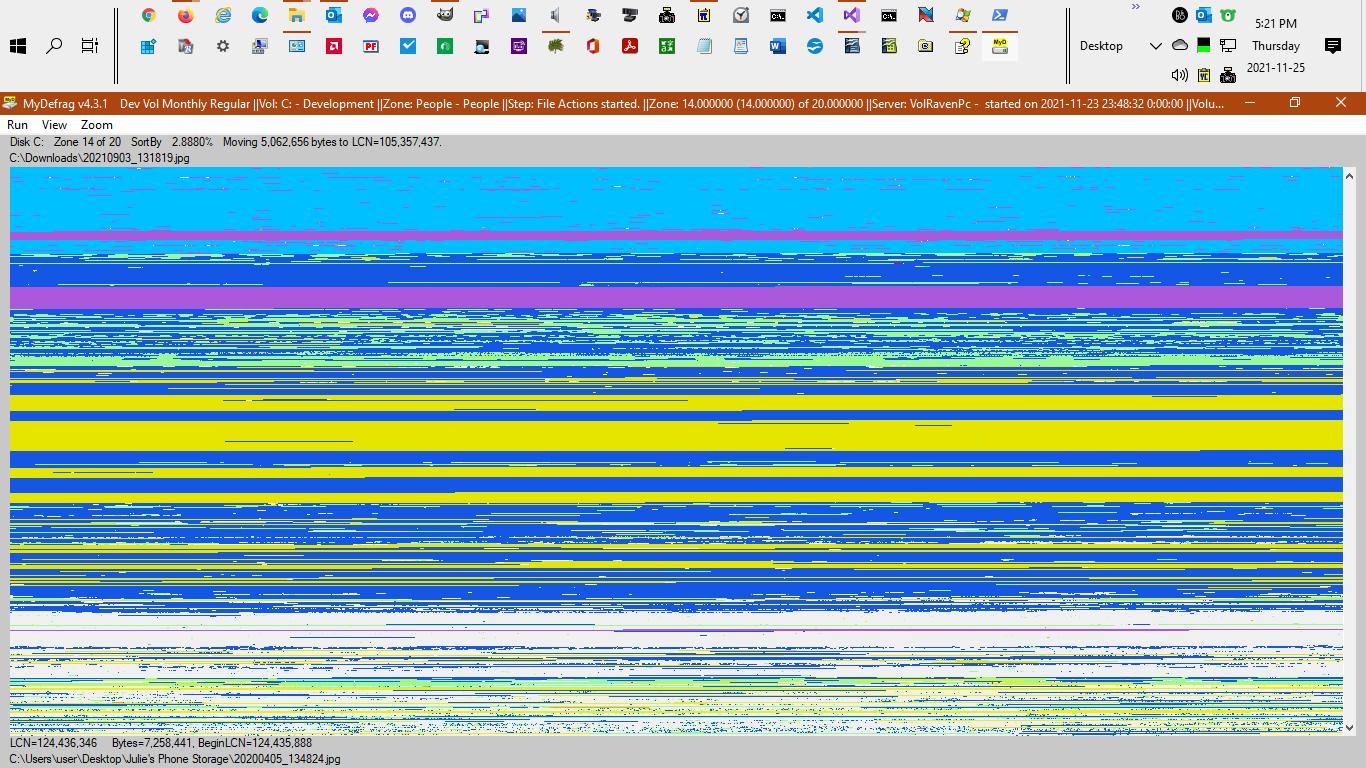 5:21 PM
Desktop
Thursday
2021-11-25
MyDefrag v4.3.1 Dev Vol Monthly Regular ||Vol: C: - Development ||Zone: People - People ||Step: File Actions started. ||Zone: 14.000000 (14.000000) of 20.000000 ||Server: VolRavenPc - started on 2021-11-23 23:48:32 0:00:00 ||Volu...
Run View Zoom
Disk C: Zone 14 of 20 SortBy 2.8880% Moving 5,062,656 bytes to LCN=105,357,437.
C:\Downloads\20210903_131819.jpg
LCN=124,436,346 Bytes=7,258,441, BeginLCN=124,435,888
C:\Users\user\Desktop\Julie's Phone Storage\20200405_134824.jpg